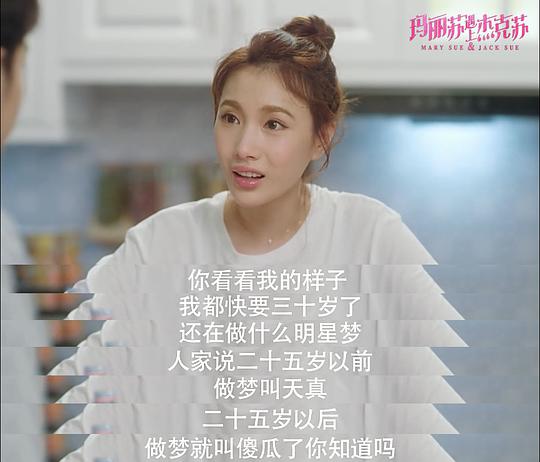 玛丽苏遇上杰克苏
MARY SUE & JACK SUE
你看看我的样子
我都快要三十岁了
还在做什么明星梦
人家说二十五岁以前
做梦叫天真
二十五岁以后
做梦就叫傻瓜了你知道吗